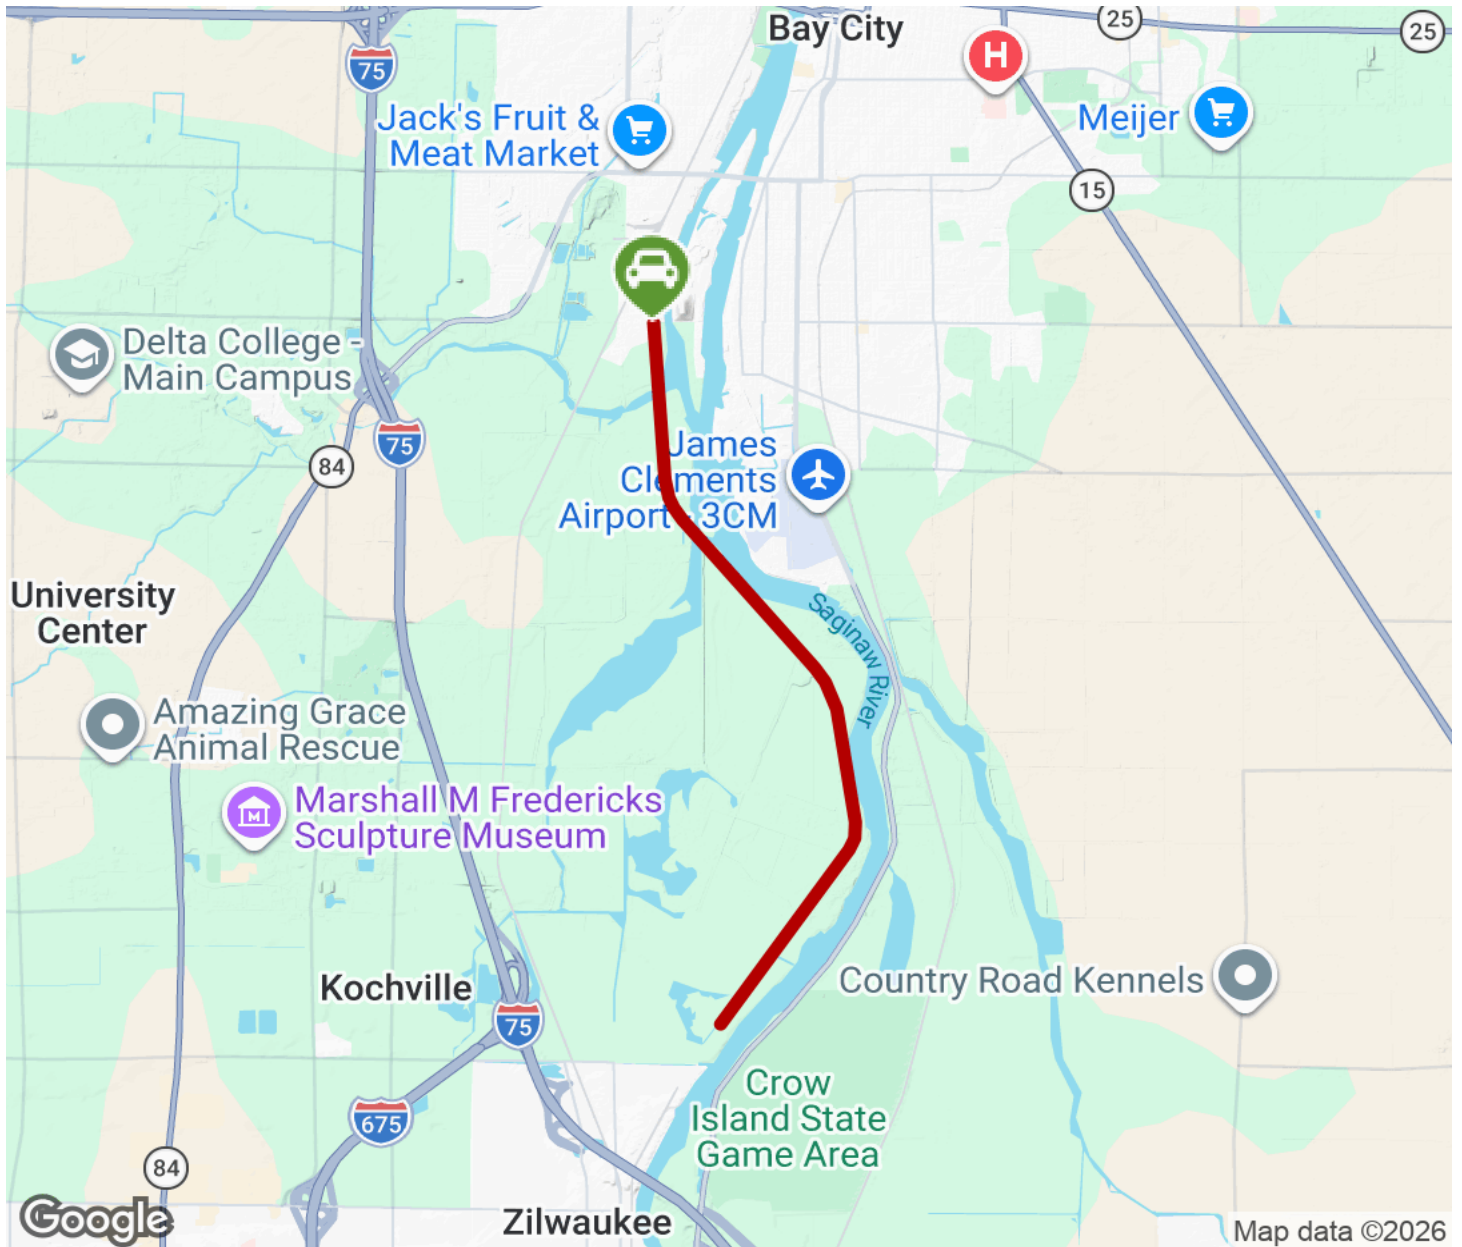 Bay City
25
25
75
H
Jack's Fruit &
Meat Market
Meijer
15
Delta College -
Main Campus
75
84
James
Clements
Airport - 3CM
University
Center
Saginaw River
Amazing Grace
Animal Rescue
Marshall M Fredericks
Sculpture Museum
M
Kochville
Country Road Kennels
75
Crow
Island State
Game Area
675
84
Zilwaukee
Google
Map data ©2026